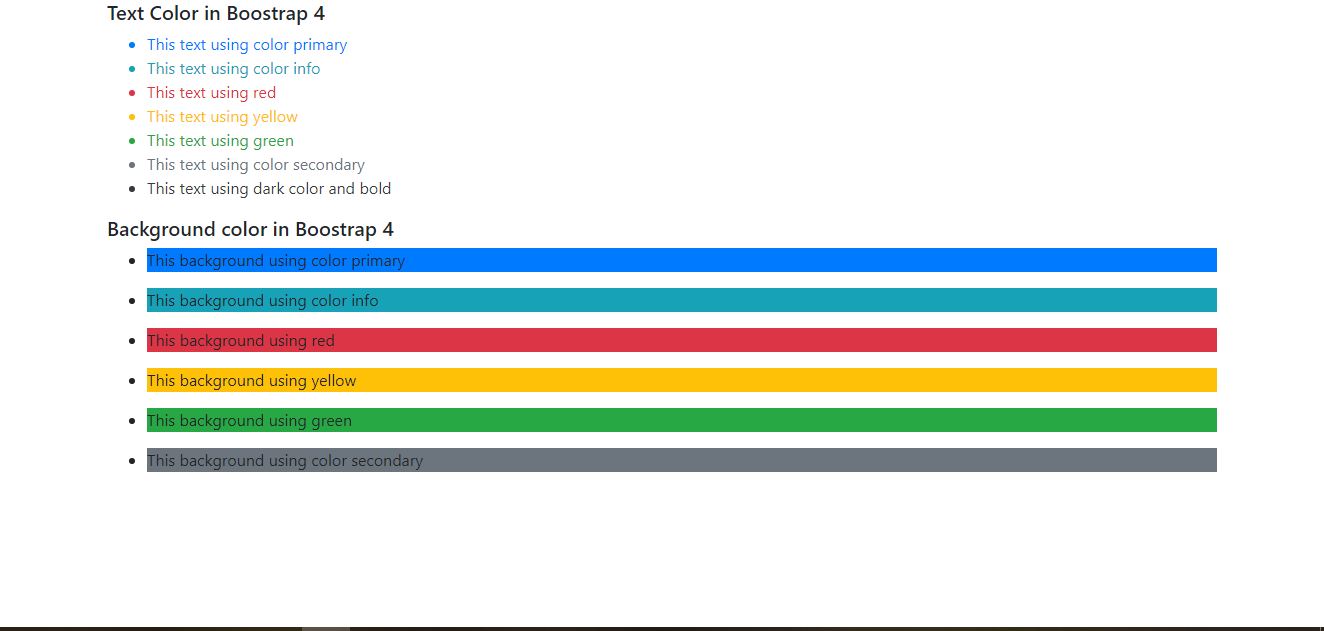 Text Color in Boostrap 4
This text using color primary
This text using color info
This text using red
This text using yellow
This text using green
This text using color secondary
This text using dark color and bold
Background color in Boostrap 4
This background using color primary
This background using color info
This background using red
This background using yellow
This background using green
This background using color secondary